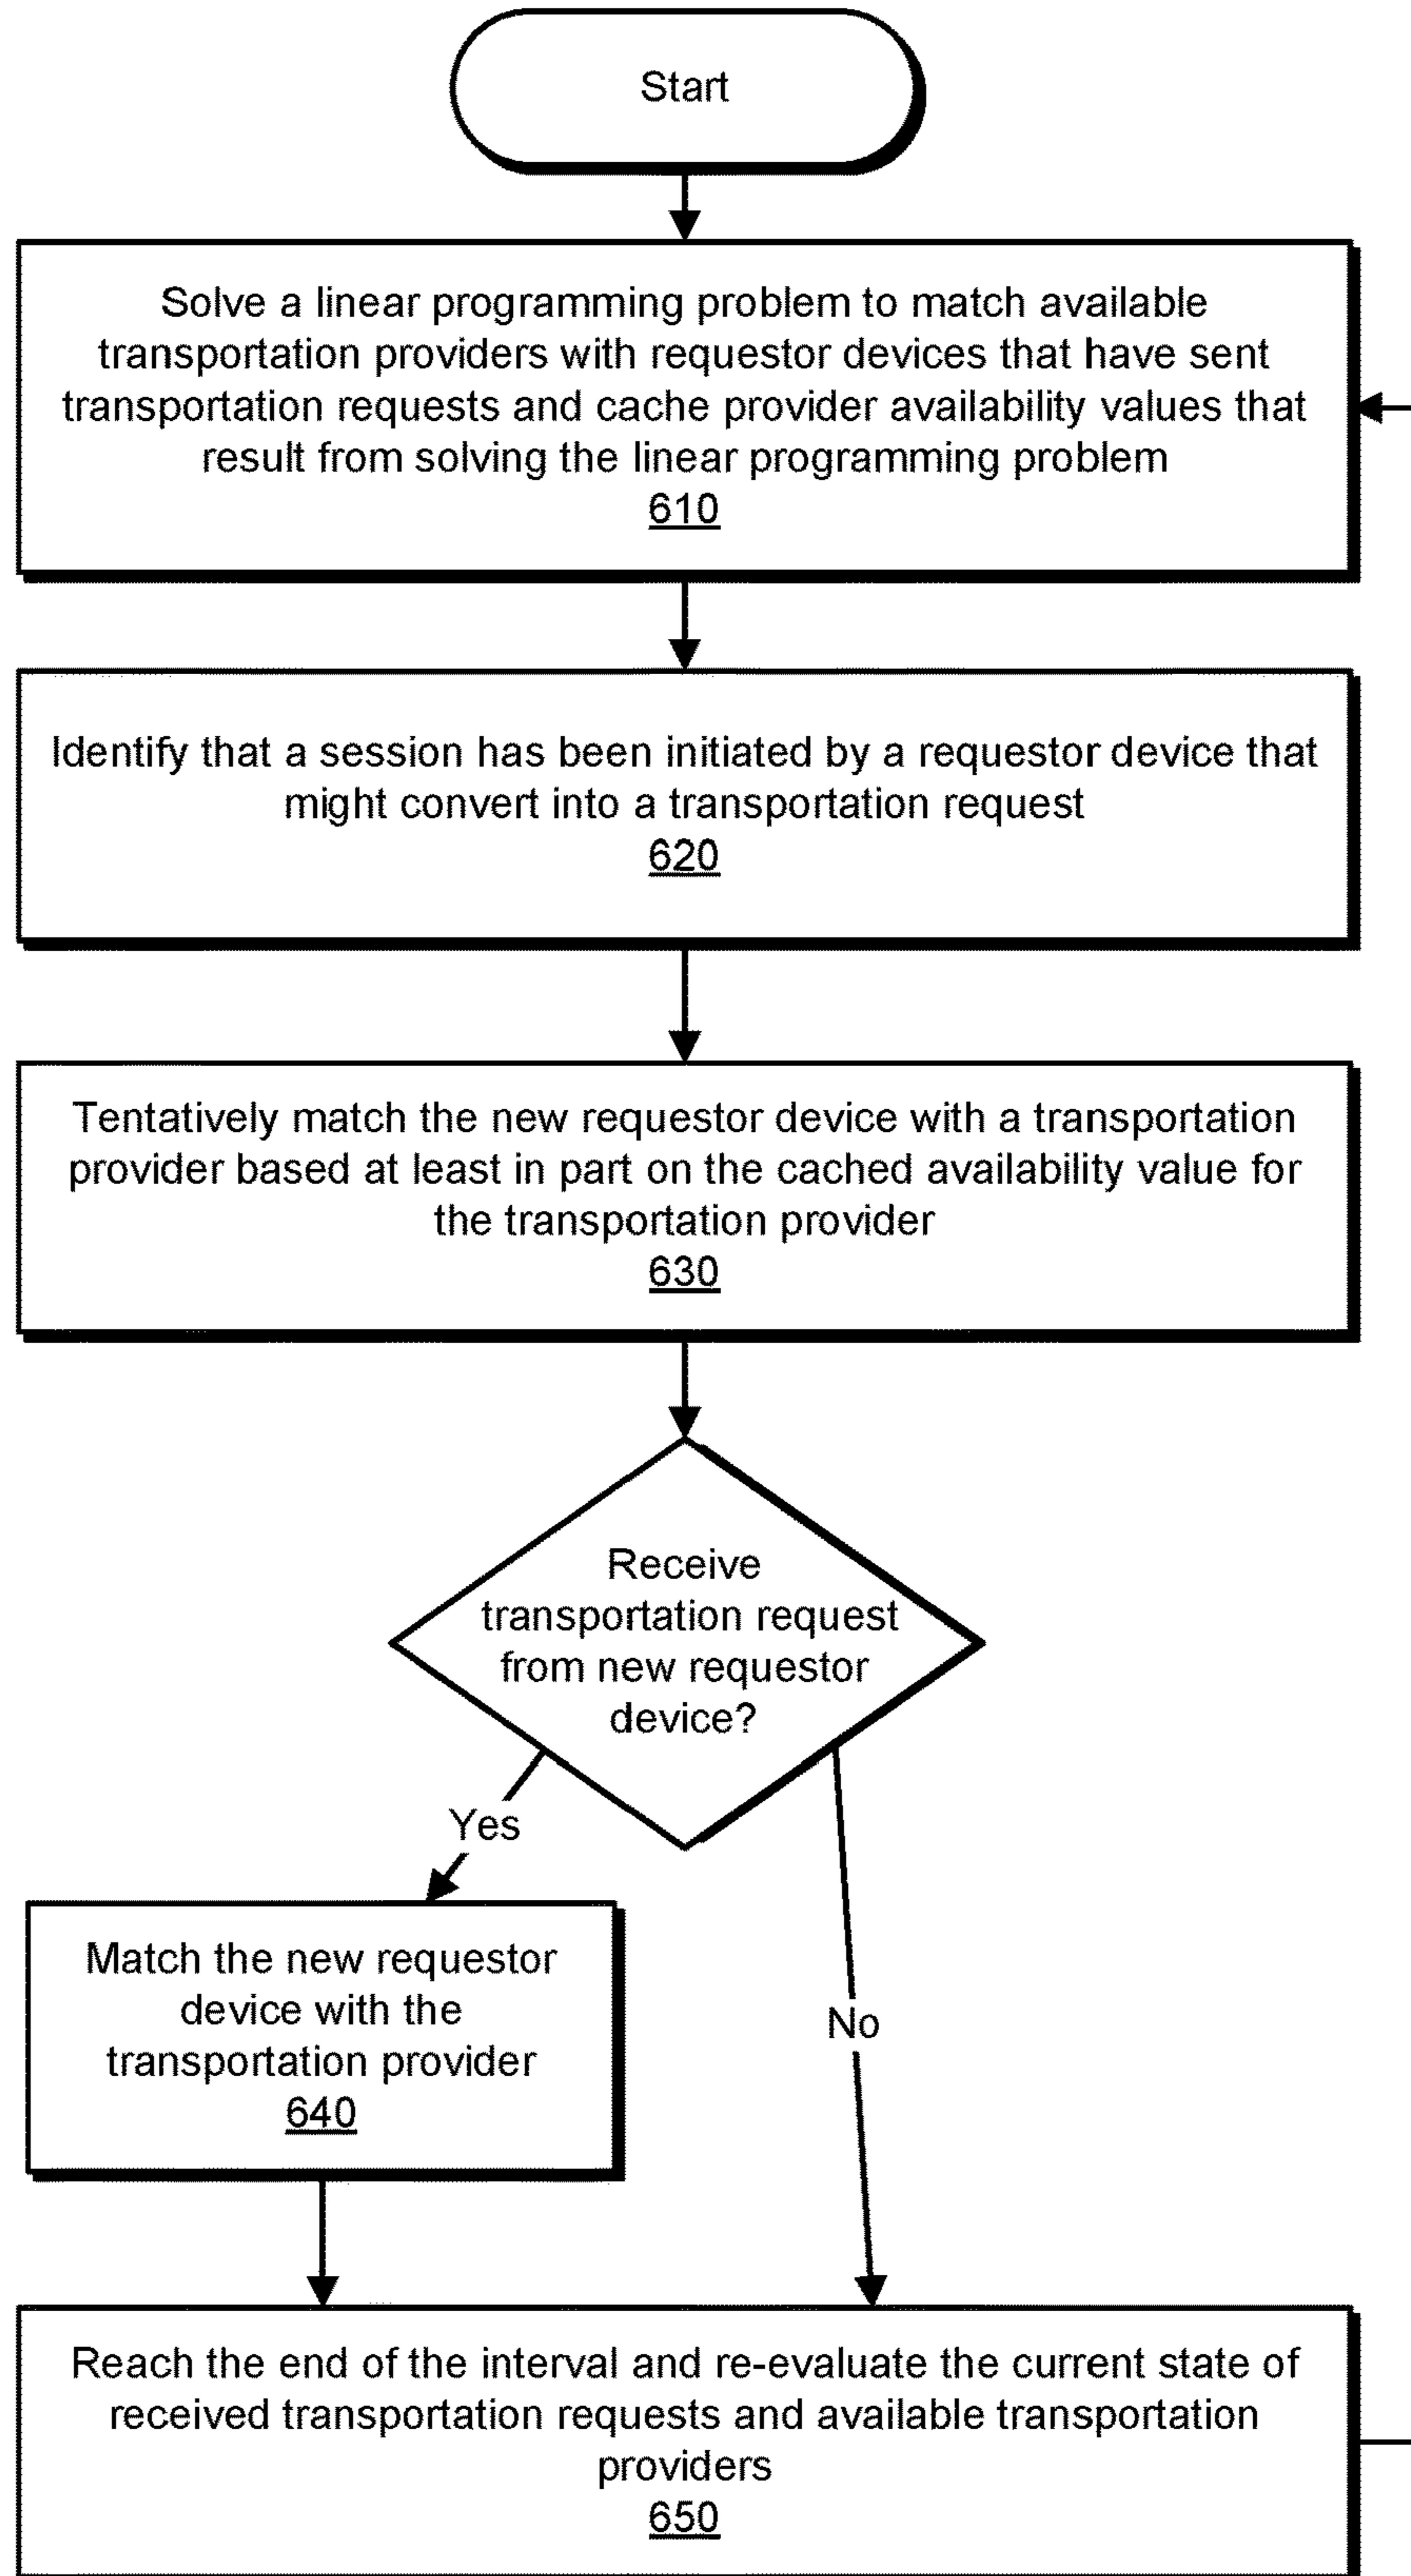 Start
Solve a linear programming problem to match available
transportation providers with requestor devices that have sent
transportation requests and cache provider availability values that
result from solving the linear programming problem
610
Identify that a session has been initiated by a requestor device that
might convert into a transportation request
620
Tentatively match the new requestor device with a transportation
provider based at least in part on the cached availability value for
the transportation provider
630
Receive
transportation request
from new requestor
device?
Yes
Match the new requestor
device with the
transportation provider
640
No
Reach the end of the interval and re-evaluate the current state of
received transportation requests and available transportation
providers
650